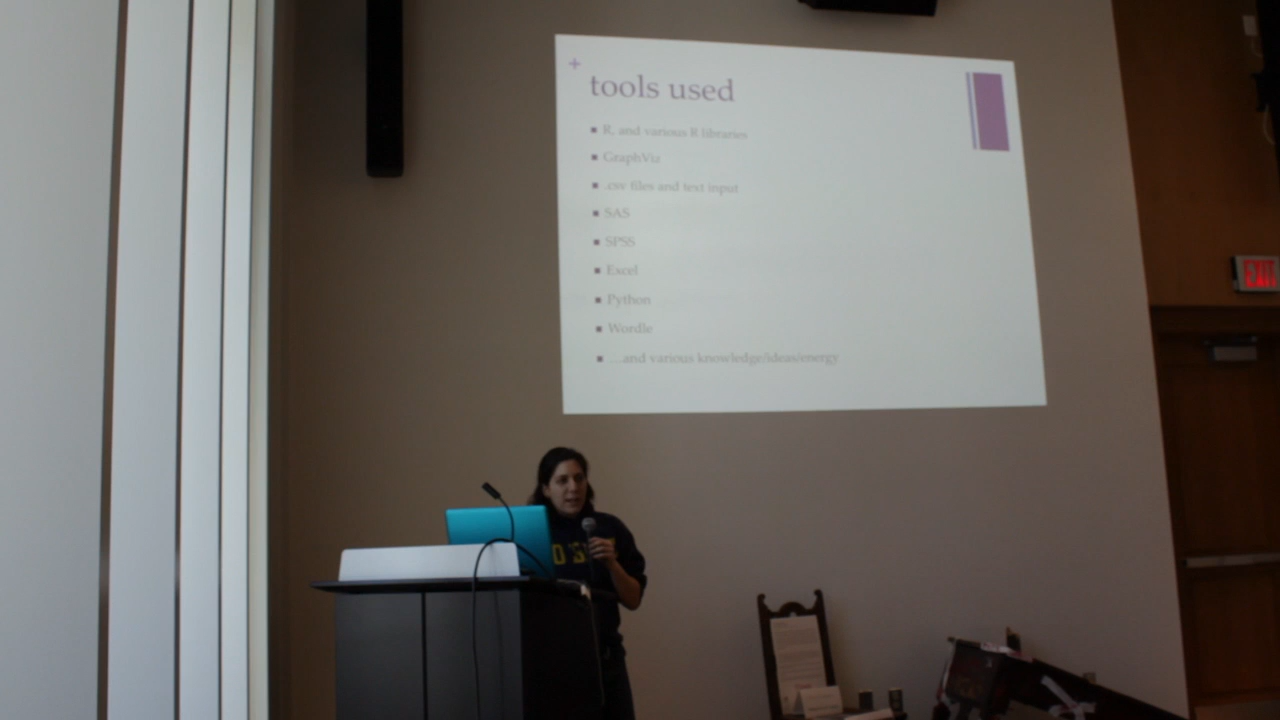 +
tools used
▪ R, and various R libraries
▪ GraphViz
▪ .csv files and text input
▪ SAS
▪ SPSS
▪ Excel
▪ Python
▪ Wordle
▪ ....and various knowledge/ideas/energy
EXIT